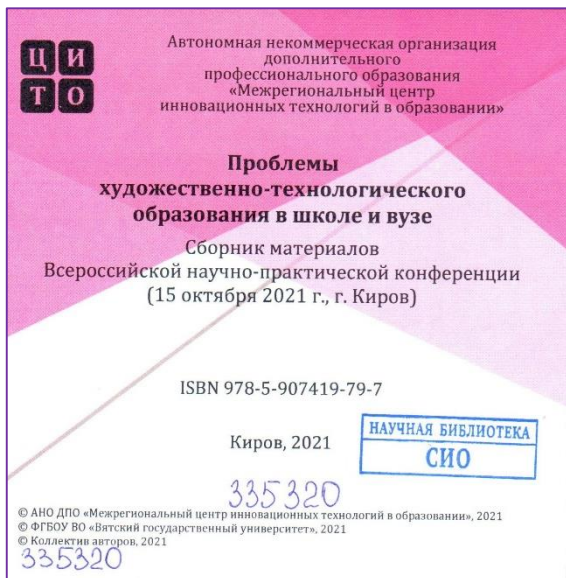 ЦИ
ТО
Автономная некоммерческая организация
дополнительного
профессионального образования
«Межрегиональный центр
инновационных технологий в образовании»
Проблемы
художественно-технологического
образования в школе и вузе
Сборник материалов
Всероссийской научно-практической конференции
(15 октября 2021 г., г. Киров)
ISBN 978-5-907419-79-7
Киров, 2021
НАУЧНАЯ БИБЛИОТЕКА
СИО
335320
© АНО ДПО «Межрегиональный центр инновационных технологий в образовании», 2021
© ФГБОУ ВО «Вятский государственный университет», 2021
© Коллектив авторов, 2021
335320